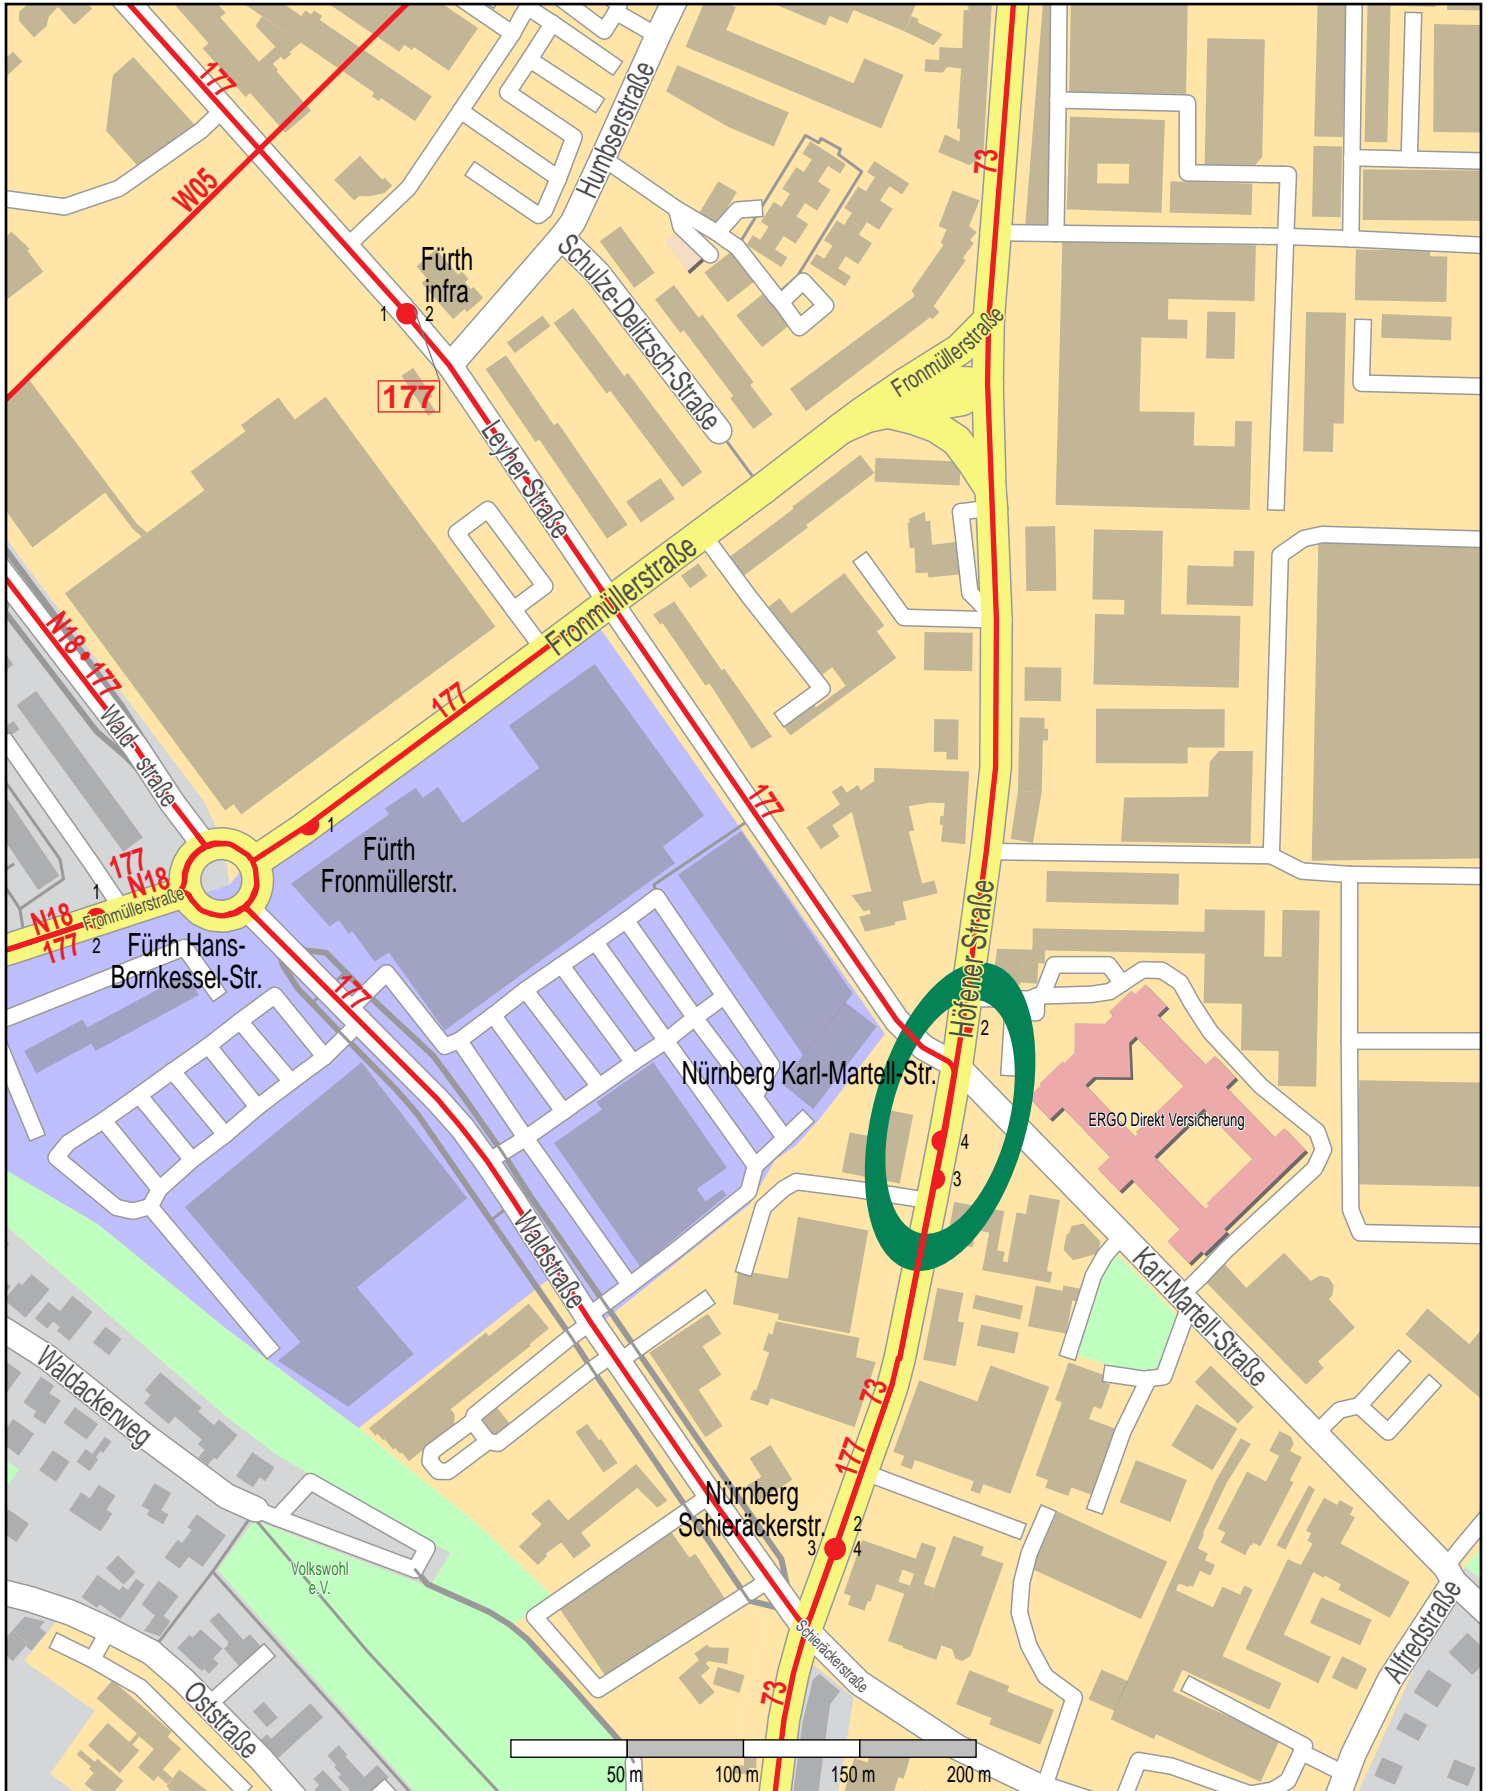 177
W05
Humbserstraße
73
Fürth
infra
1
2
Schulze-Delitzsch-Straße
Fronmüllerstraße
177
Leyher Straße
Fronmüllerstraße
N18 • 177
177
Wald-
straße
177
1
Fürth
Fronmüllerstr.
177
N18
1
N18
Fronmüllerstraße
177
2
Fürth Hans-
Bornkessel-Str.
Höfener Straße
177
2
Nürnberg Karl-Martell-Str.
ERGO Direkt Versicherung
4
3
Waldstraße
Karl-Martell-Straße
Waldackerweg
73
177
Nürnberg
Schieräckerstr.
2
3
4
Volkswohl
e.V.
Schieräckerstraße
Alfredstraße
Oststraße
73
50 m
100 m
150 m
200 m